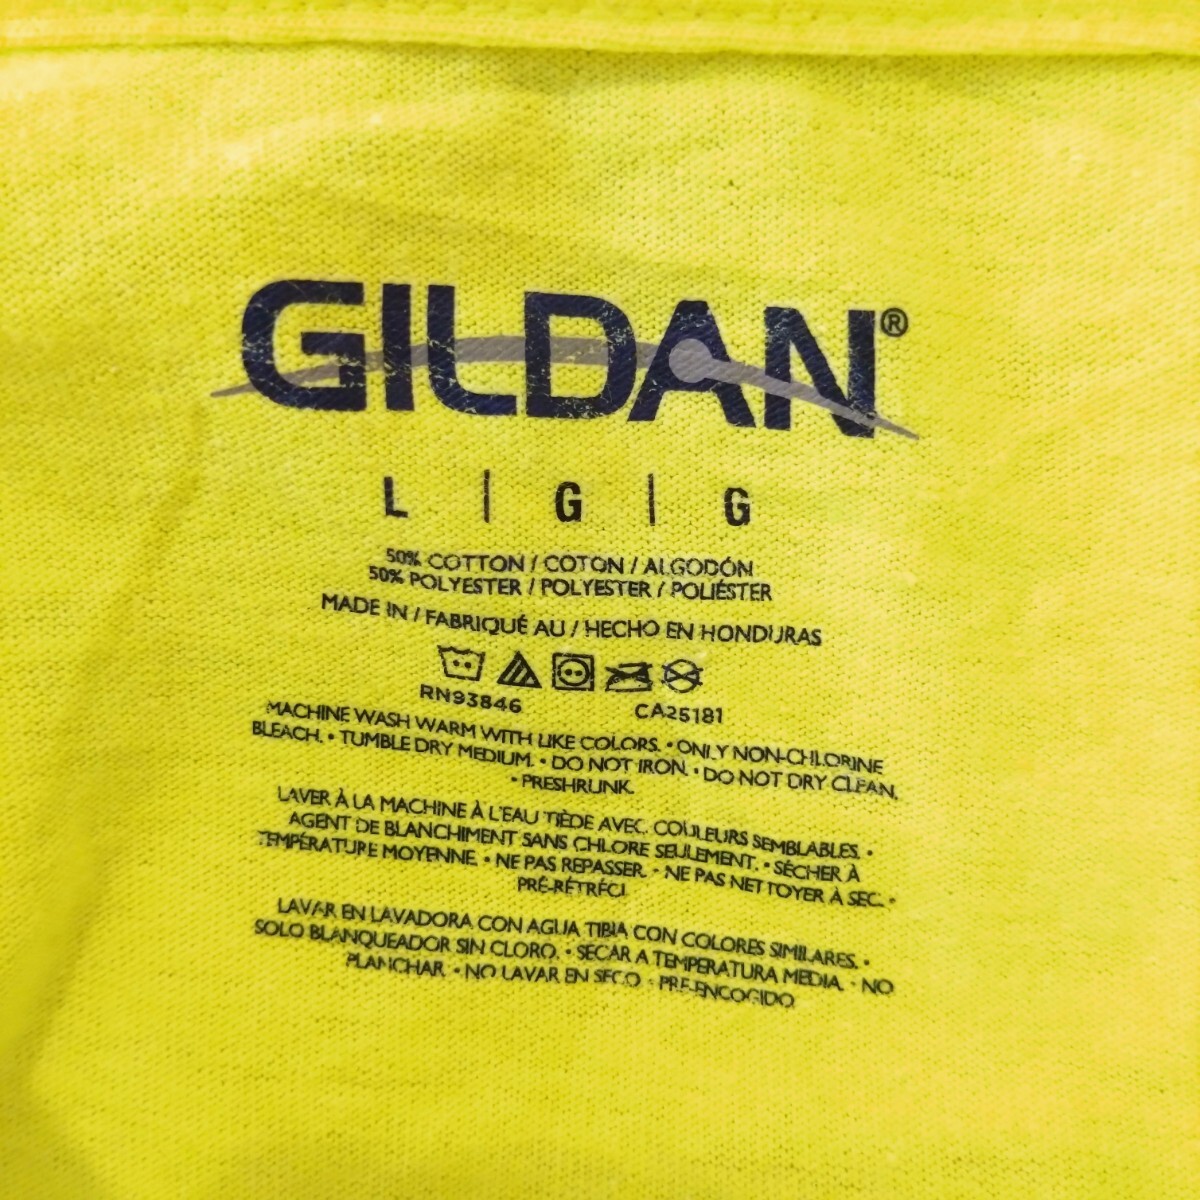 GILDAN®
L | G | G
50% COTTON / COTON / ALGODÓN
50% POLYESTER / POLYESTER / POLIÉSTER
MADE IN / FABRIQUÉ AU / HECHO EN HONDURAS
RN93846 CA25181
MACHINE WASH WARM WITH LIKE COLORS. • ONLY NON-CHLORINE
BLEACH. • TUMBLE DRY MEDIUM. • DO NOT IRON. • DO NOT DRY CLEAN.
• PRESHRUNK.
LAVER À LA MACHINE À L'EAU TIÈDE AVEC COULEURS SEMBLABLES. •
AGENT DE BLANCHIMENT SANS CHLORE SEULEMENT. • SÉCHER À
TEMPÉRATURE MOYENNE. • NE PAS REPASSER. • NE PAS NETTOYER À SEC. •
PRÉ-RÉTRÉCI
LAVAR EN LAVADORA CON AGUA TIBIA CON COLORES SIMILARES. •
SOLO BLANQUEADOR SIN CLORO. • SECAR A TEMPERATURA MEDIA. • NO
PLANCHAR. • NO LAVAR EN SECO • PRE-ENCOGIDO